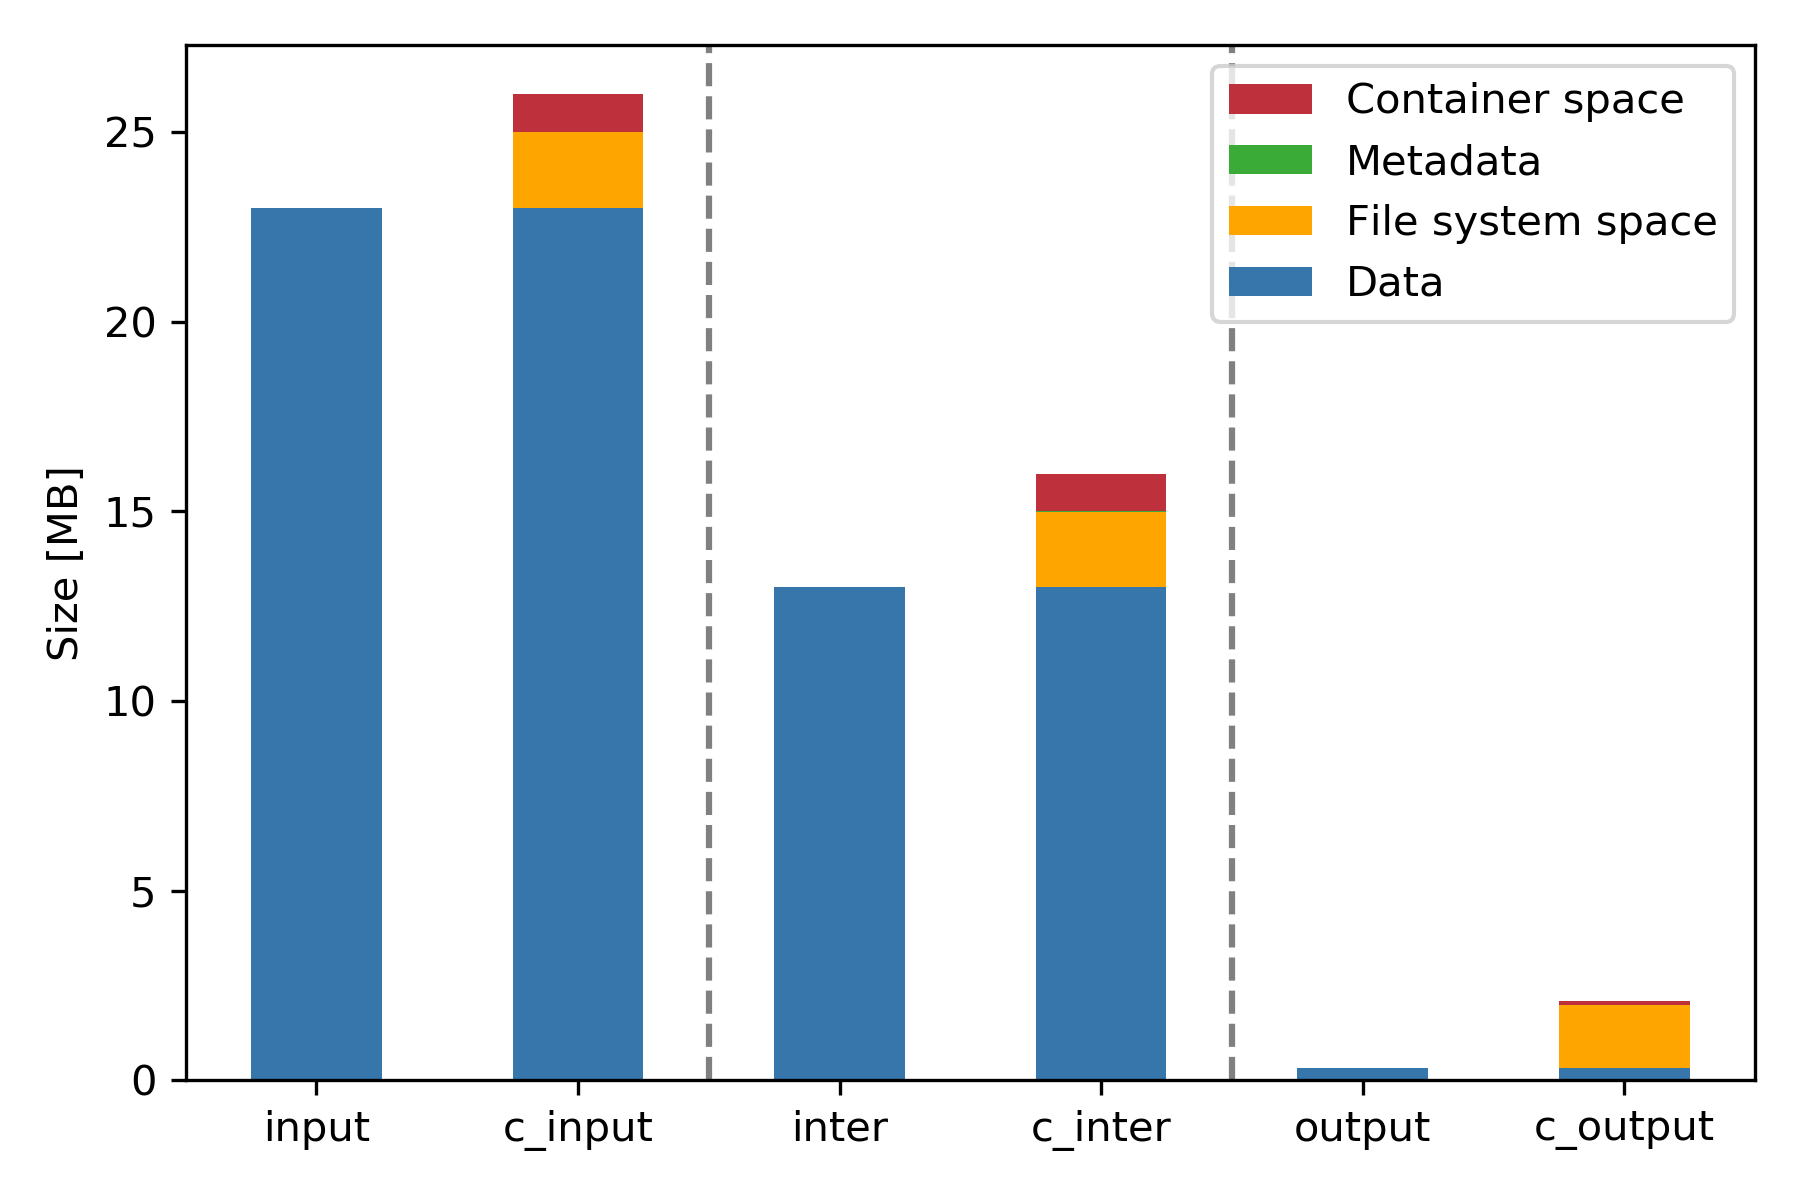 Container space
Metadata
File system space
Data
Size [MB]
25
20
15
10
5
0
input
c_input
inter
c_inter
output
c_output